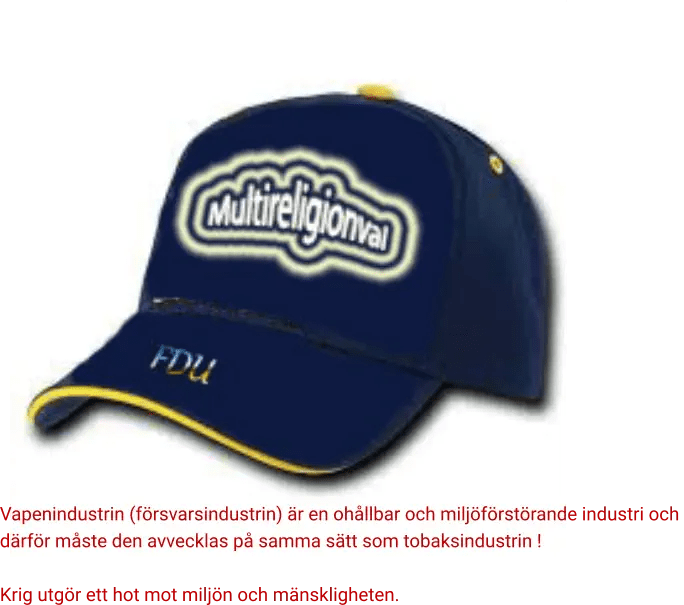 Multireligionval
FDU
Vapenindustrin (försvarsindustrin) är en ohållbar och miljöförstörande industri och
därför måste den avvecklas på samma sätt som tobaksindustrin !
Krig utgör ett hot mot miljön och mänskligheten.